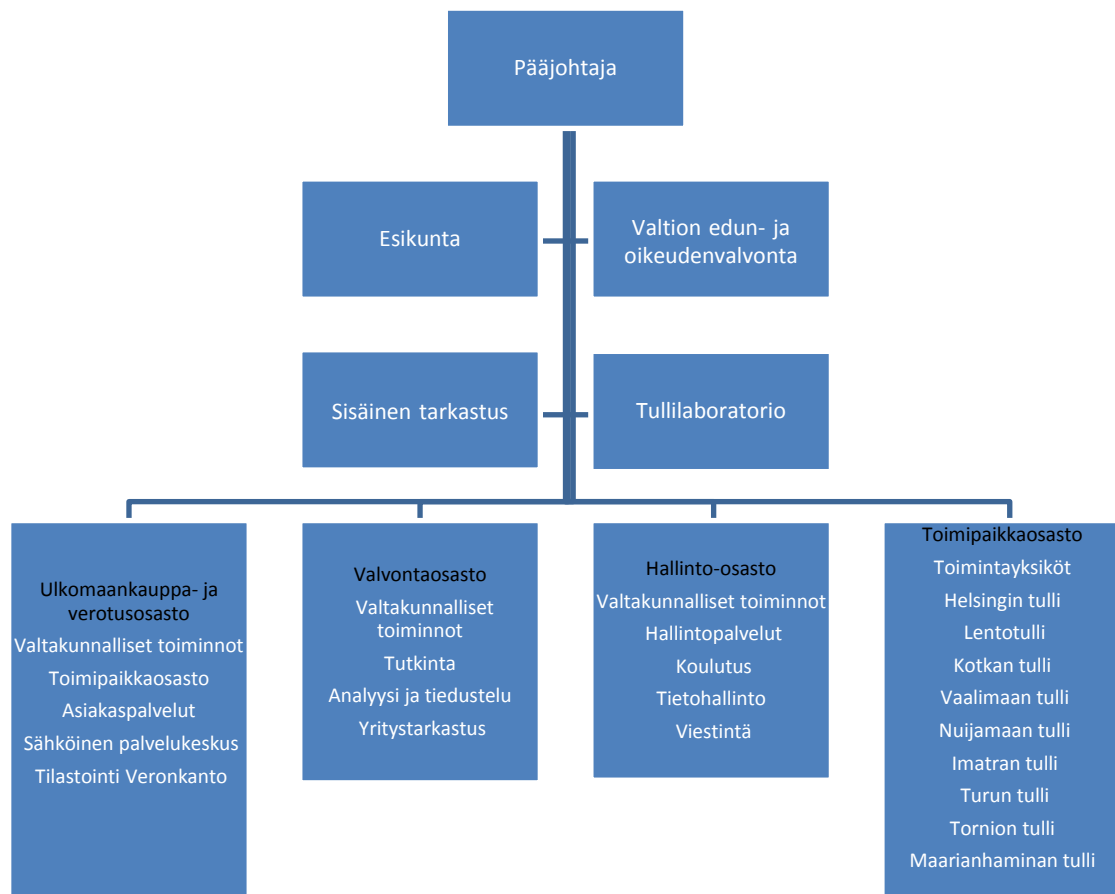 Pääjohtaja
Esikunta
Valtion edun- ja
oikeudenvalvonta
Sisäinen tarkastus
Tullilaboratorio
Ulkomaankauppa- ja
verotusosasto
Valtakunnalliset toiminnot
Toimipaikkaosasto
Asiakaspalvelut
Sähköinen palvelukeskus
Tilastointi Veronkanto
Valvontaosasto
Valtakunnalliset
toiminnot
Tutkinta
Analyysi ja tiedustelu
Yritystarkastus
Hallinto-osasto
Valtakunnalliset toiminnot
Hallintopalvelut
Koulutus
Tietohallinto
Viestintä
Toimipaikkaosasto
Toimintayksiköt
Helsingin tulli
Lentotulli
Kotkan tulli
Vaalimaan tulli
Nuijamaan tulli
Imatran tulli
Turun tulli
Tornion tulli
Maarianhaminan tulli